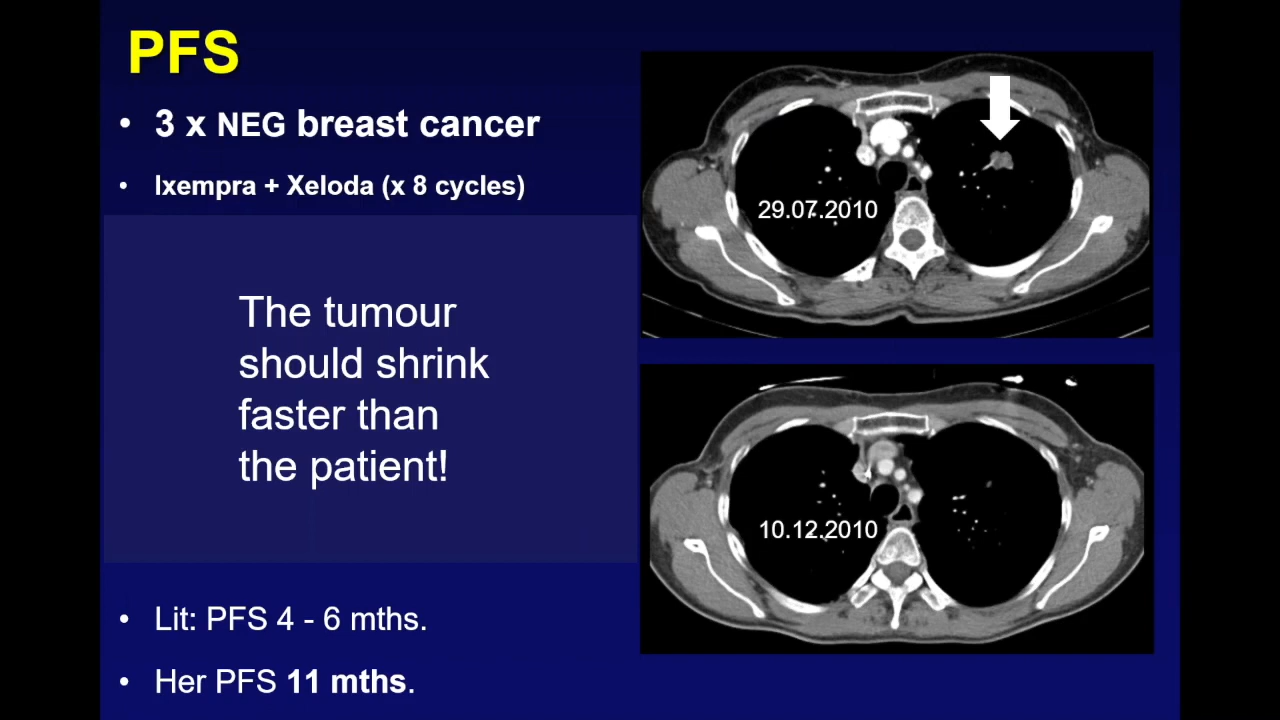 PFS
• 3 x NEG breast cancer
• Ixempra + Xeloda (x 8 cycles)
The tumour
should shrink
faster than
the patient!
• Lit: PFS 4 - 6 mths.
• Her PFS 11 mths.
29.07.2010
10.12.2010